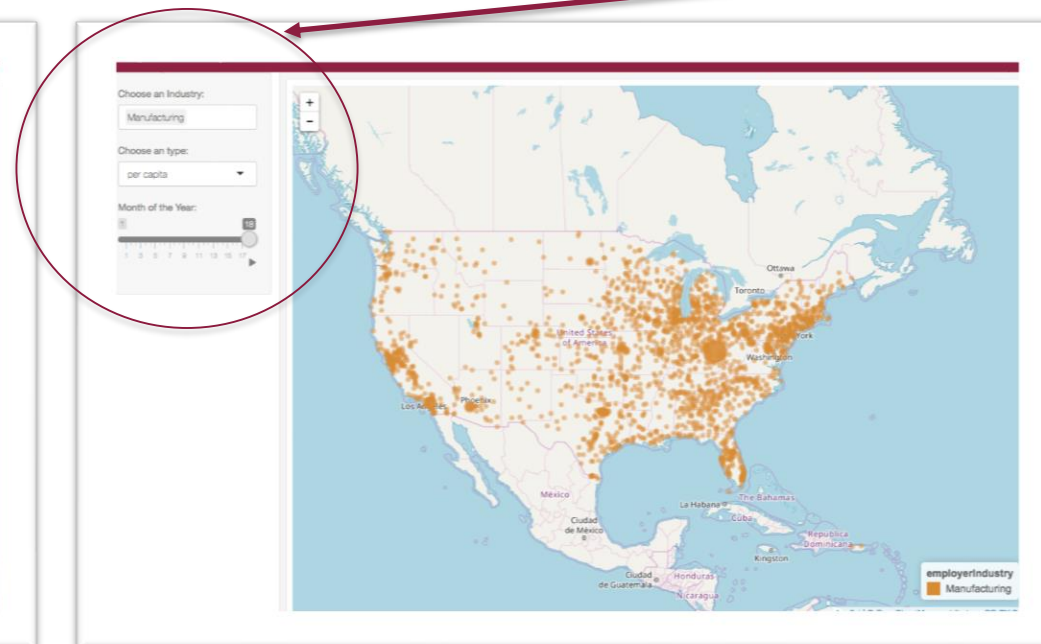 Choose an Industry:
Manufacturing
Choose an type:
per capita
Month of the Year:
1
18
1 3 5 7 9 11 13 15 17
+
−
Ottawa
Toronto
United States
of America
York
Washington
Los Angeles
Phoenix
México
Ciudad
de México
La Habana
The Bahamas
Cuba
República
Dominicana
Kingston
Ciudad
de Guatemala
Honduras
Nicaragua
employerIndustry
Manufacturing